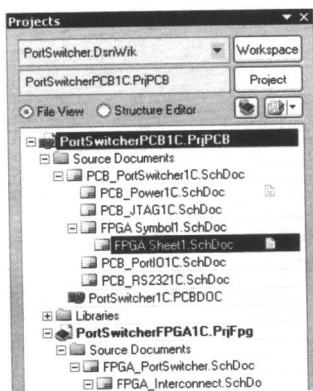 Projects
PortSwitcher.DsnWrk
Workspace
PortSwitcherPCB1C.PrjPCB
Project
File View
Structure Editor
PortSwitcherPCB1C.PrjPCB
Source Documents
PCB_PortSwitcher1C.SchDoc
PCB_Power1C.SchDoc
PCB_JTAG1C.SchDoc
FPGA Symbol1.SchDoc
FPGA Sheet1.SchDoc
PCB_PortIO1C.SchDoc
PCB_RS2321C.SchDoc
PortSwitcher1C.PCBDOC
Libraries
PortSwitcherFPGA1C.PrjFpg
Source Documents
FPGA_PortSwitcher.SchDoc
FPGA_Interconnect.SchDo